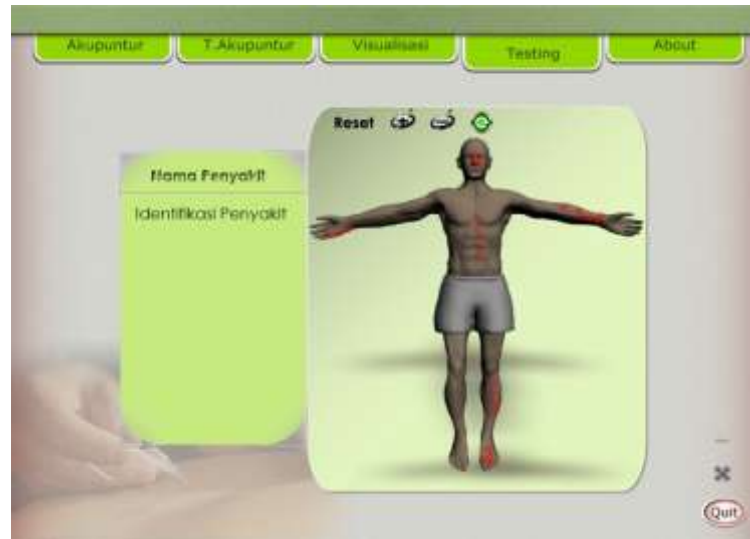 Akupuntur
T.Akupuntur
Visualisasi
Testing
About
Reset
Nama Penyakit
Identifikasi Penyakit
Quit